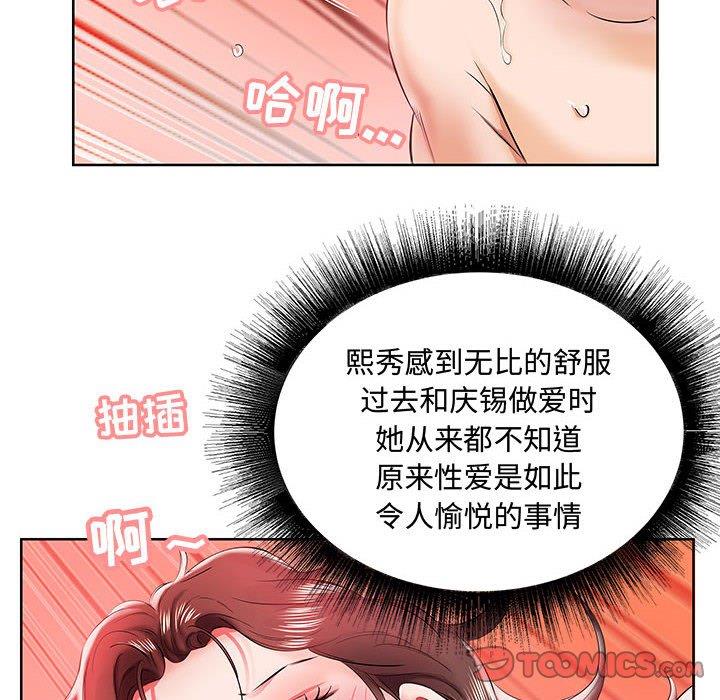 哈啊...
熙秀感到无比的舒服
过去和庆锡做爱时
她从来都不知道
原来性爱是如此
令人愉悦的事情
抽插
啊~
TOOMICS.COM